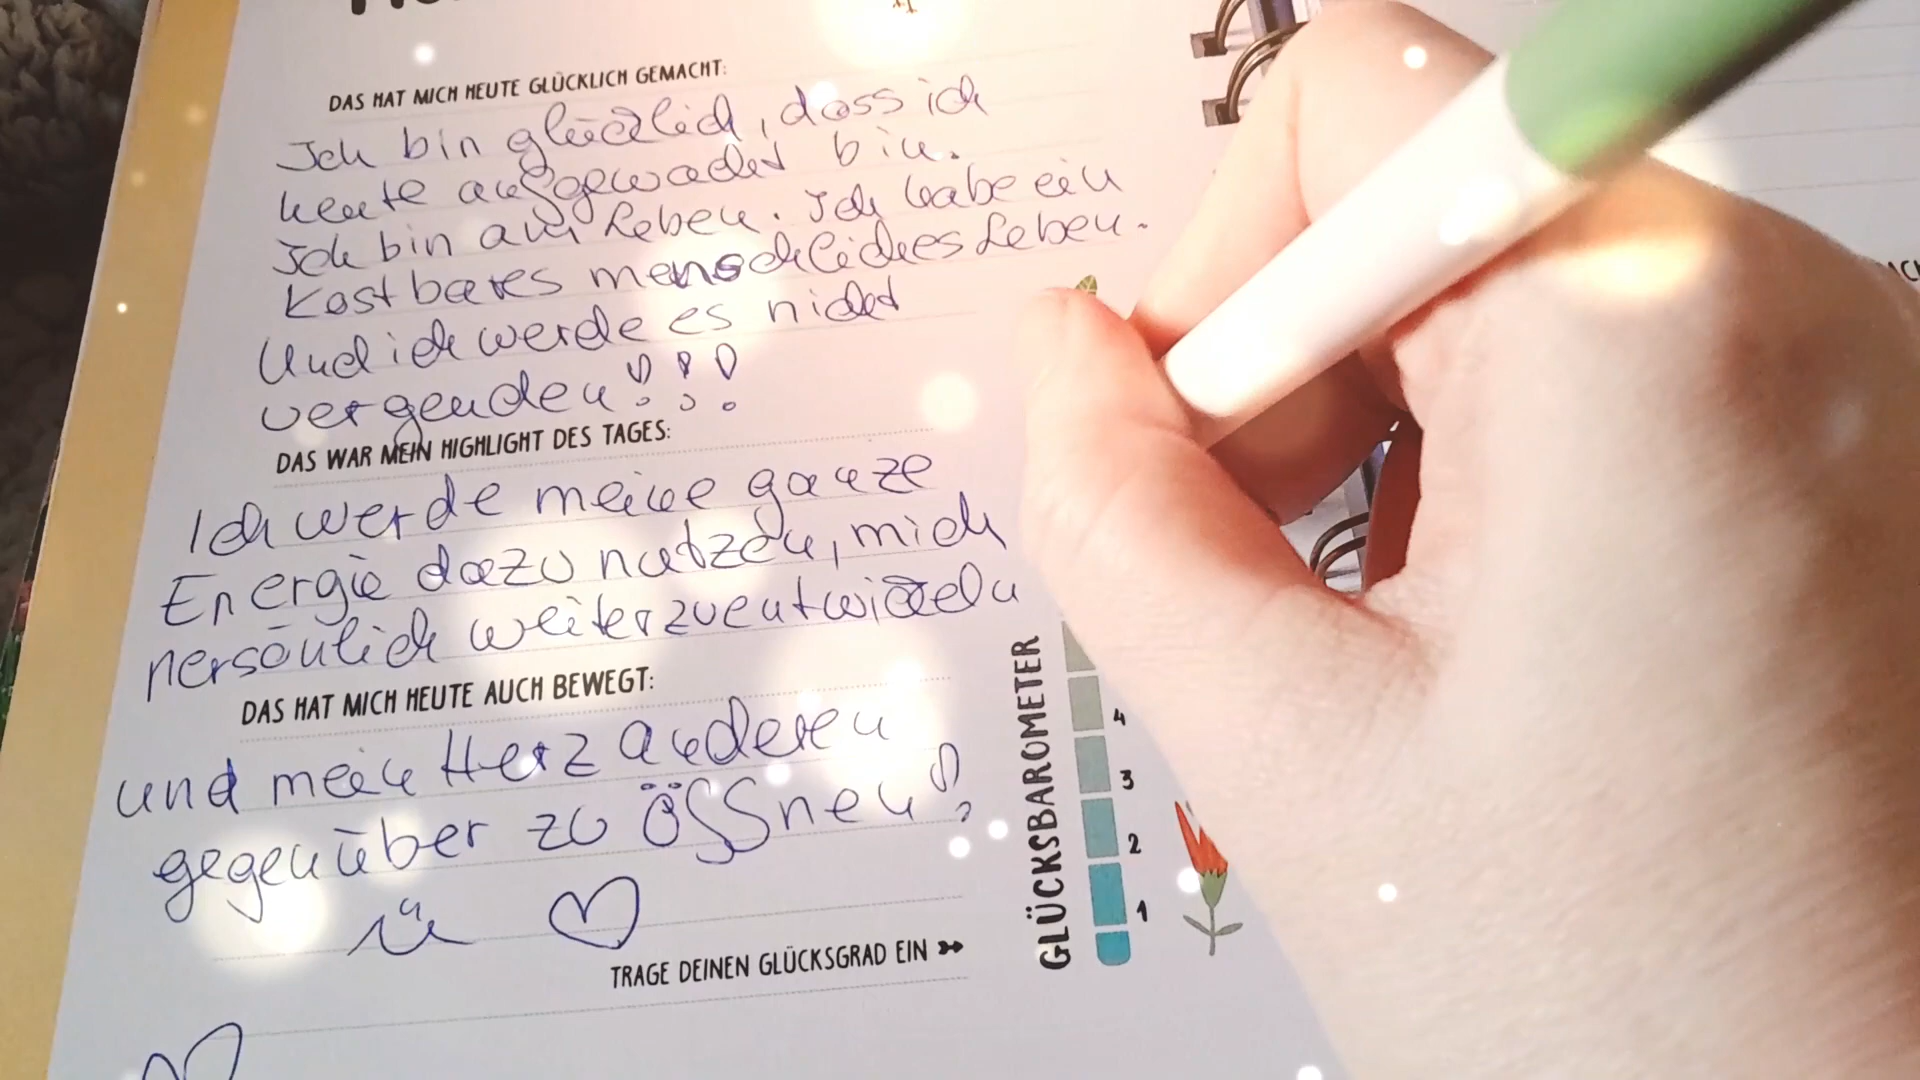 DAS HAT MICH HEUTE GLÜCKLICH GEMACHT:
Ich bin glücklich, dass ich
heute aufgewacht bin.
Ich bin am Leben. Ich habe ein
kostbares menschliches Leben.
Und ich werde es nicht
vergeuden!!!
DAS WAR MEIN HIGHLIGHT DES TAGES:
Ich werde meine ganze
Energie dazu nutzen, mich
persönlich weiterzuentwickeln
DAS HAT MICH HEUTE AUCH BEWEGT:
und mein Herz anderen
gegenüber zu öffnen!
TRAGE DEINEN GLÜCKSGRAD EIN
GLÜCKSBAROMETER
4
3
2
1